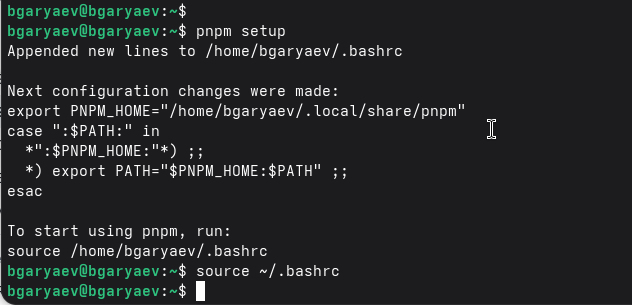 bgaryaev@bgaryaev:~$
bgaryaev@bgaryaev:~$ pnpm setup
Appended new lines to /home/bgaryaev/.bashrc

Next configuration changes were made:
export PNPM_HOME="/home/bgaryaev/.local/share/pnpm"
case ":$PATH:" in
  *":$PNPM_HOME:"*) ;;
  *) export PATH="$PNPM_HOME:$PATH" ;;
esac

To start using pnpm, run:
source /home/bgaryaev/.bashrc
bgaryaev@bgaryaev:~$ source ~/.bashrc
bgaryaev@bgaryaev:~$